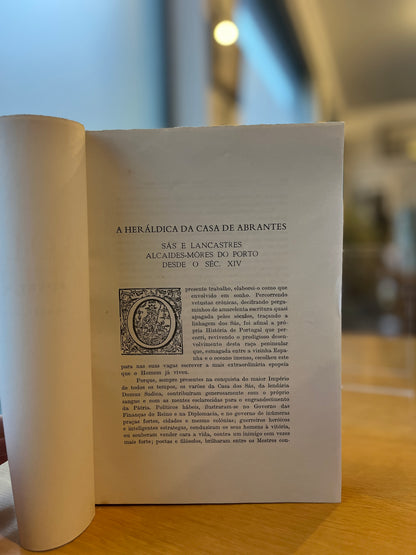 A HERÁLDICA DA CASA DE ABRANTES
SÁS E LANCASTRES
ALCAIDES-MÓRES DO PORTO
DESDE O SÉC. XIV
O presente trabalho, elaborei-o como que
envolvido em sonho. Percorrendo
vetustas crónicas, decifrando perga-
minhos de amarelenta escritura quasi
apagada pelos séculos, traçando a
linhagem dos Sás, foi afinal a pró-
pria História de Portugal que per-
corri, revivendo o prodigioso desen-
volvimento desta raça peninsular
que, esmagada entre a vizinha Espa-
nha e o oceano imenso, escolheu este
para nas suas vagas escrever a mais extraordinária epopeia
que o Homem já viveu.
Porque, sempre presentes na conquista do maior Império
de todos os tempos, os varões da Casa dos Sás, da lendária
Domus Sadica, contribuiram generosamente com o próprio
sangue e com as mentes esclarecidas para o engrandecimento
da Pátria. Políticos hábeis, ilustraram-se no Governo das
Finanças do Reino e na Diplomacia, e no governo de inúmeras
praças fortes, cidades e mesmo colónias; guerreiros heróicos
e inteligentes estrategas, conduziram os seus homens à vitória,
ou souberam vender cara a vida, contra um inimigo cem vezes
mais forte; poetas e filósofos, brilharam entre os Mestres con-